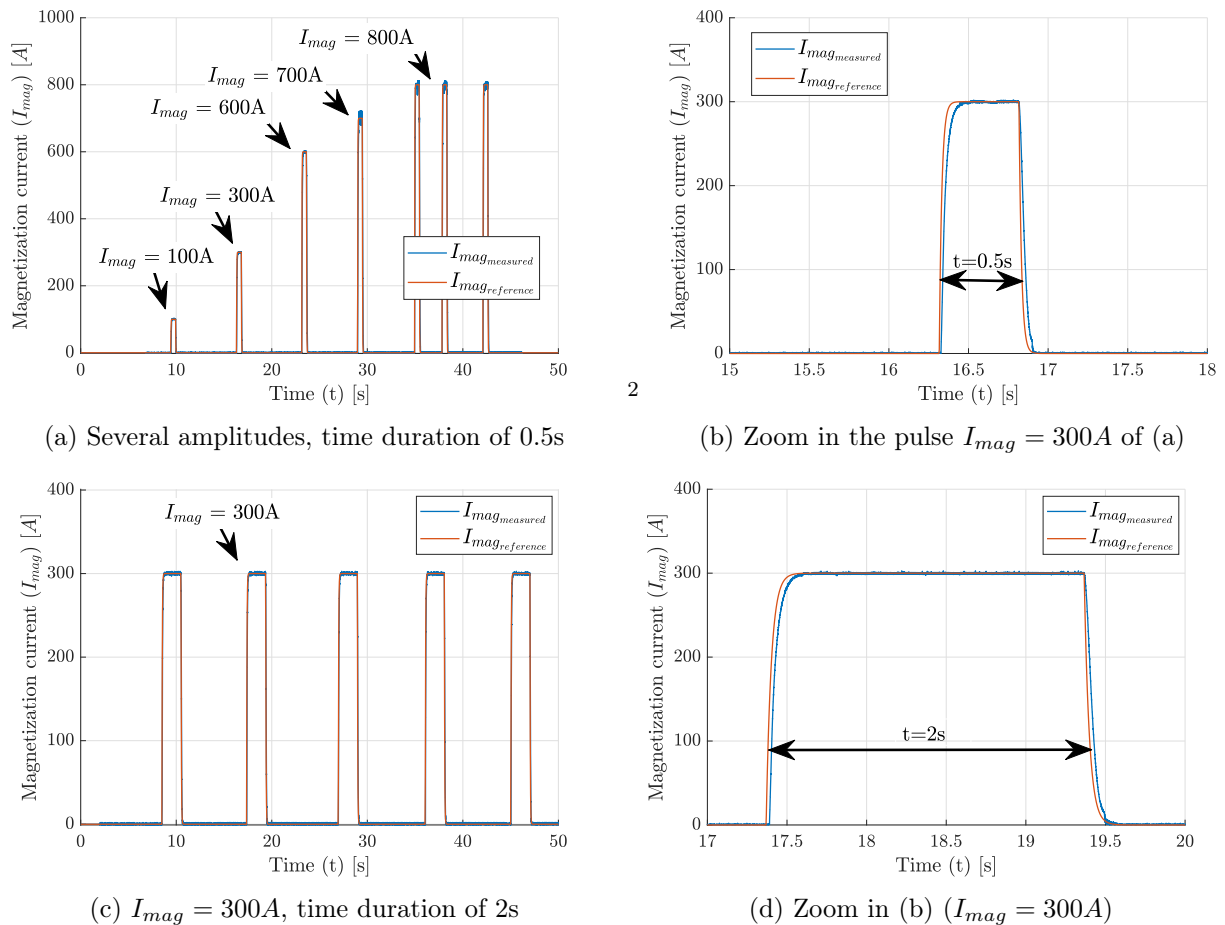 1000
800
600
400
200
0
Magnetization current (I_mag) [A]
I_mag = 800A
I_mag = 700A
I_mag = 600A
I_mag = 300A
I_mag = 100A
I_mag_measured
I_mag_reference
0 10 20 30 40 50
Time (t) [s]
(a) Several amplitudes, time duration of 0.5s
400
300
200
100
0
Magnetization current (I_mag) [A]
I_mag_measured
I_mag_reference
t=0.5s
15 15.5 16 16.5 17 17.5 18
Time (t) [s]
2
(b) Zoom in the pulse I_mag = 300A of (a)
400
300
200
100
0
Magnetization current (I_mag) [A]
I_mag = 300A
I_mag_measured
I_mag_reference
0 10 20 30 40 50
Time (t) [s]
(c) I_mag = 300A, time duration of 2s
400
300
200
100
0
Magnetization current (I_mag) [A]
I_mag_measured
I_mag_reference
t=2s
17 17.5 18 18.5 19 19.5 20
Time (t) [s]
(d) Zoom in (b) (I_mag = 300A)